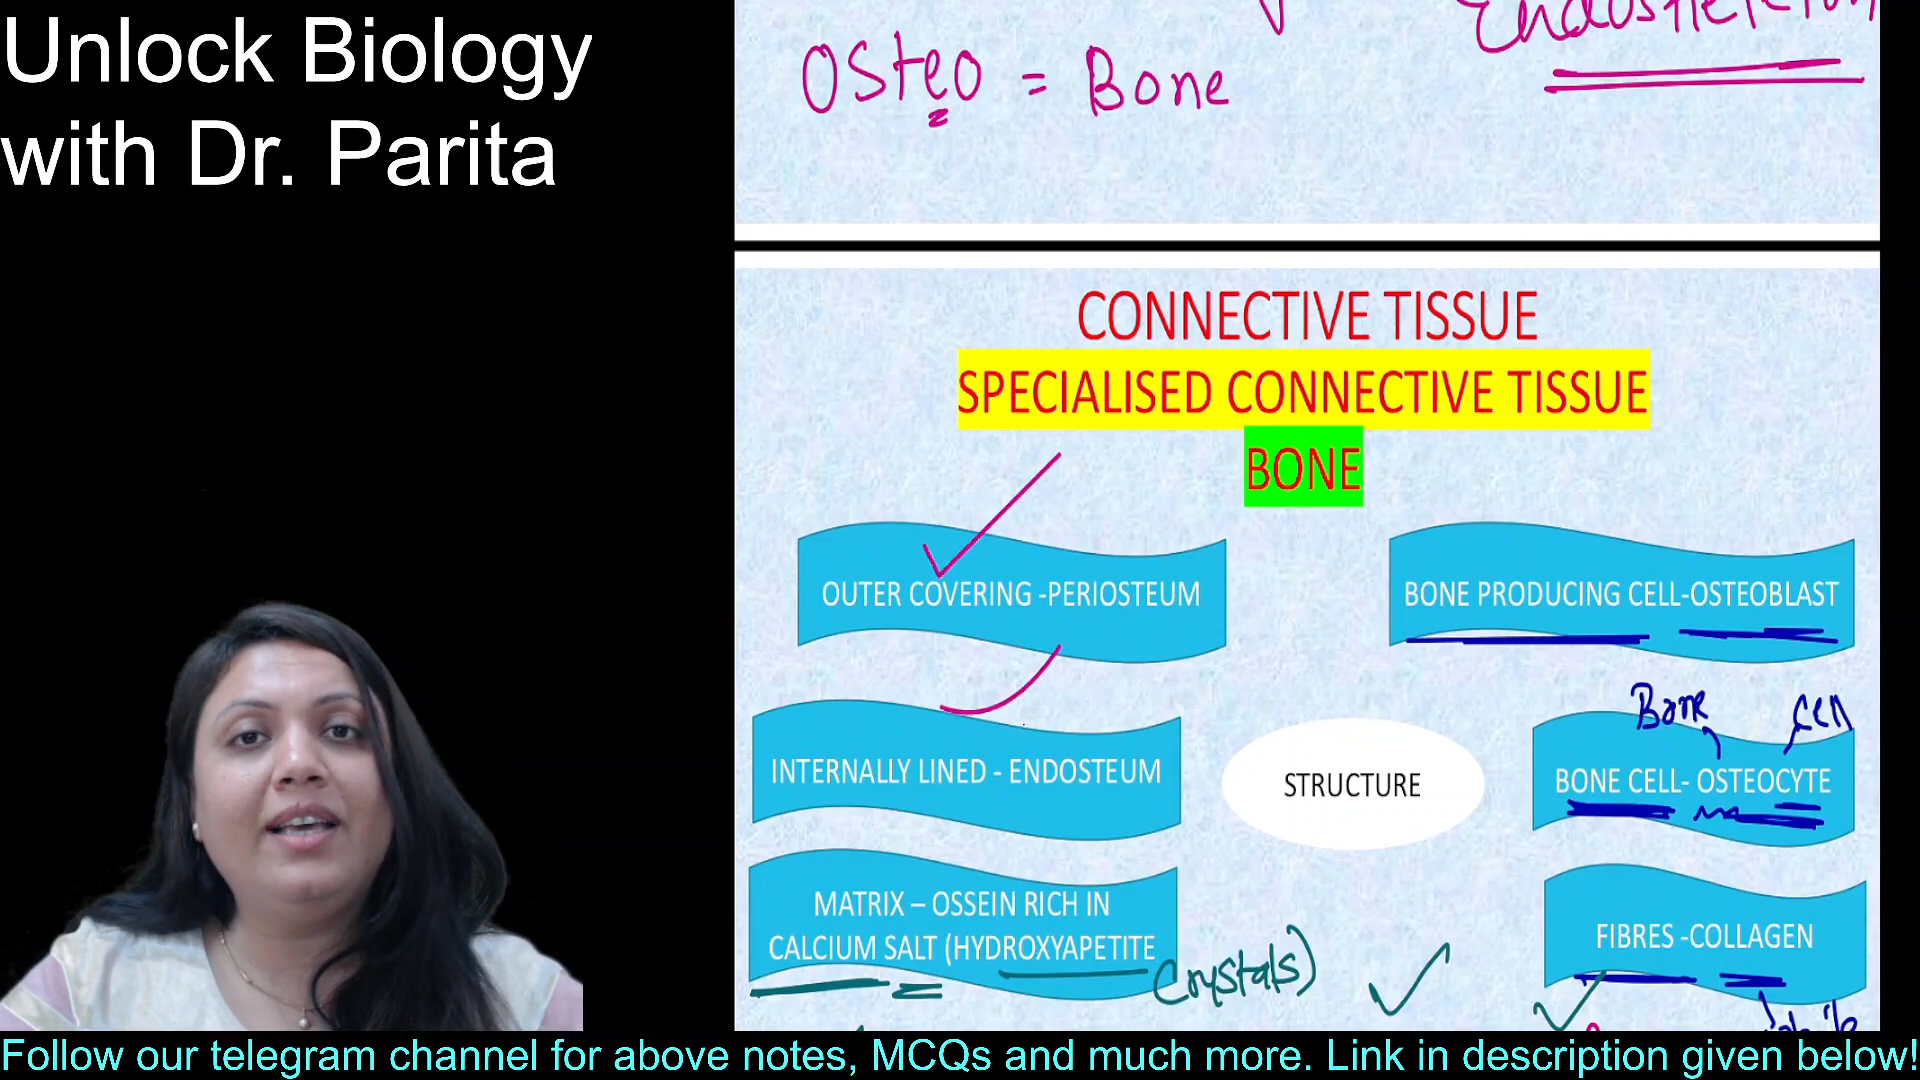 Unlock Biology
with Dr. Parita
Endoskeleton
Osteo = Bone
CONNECTIVE TISSUE
SPECIALISED CONNECTIVE TISSUE
BONE
OUTER COVERING -PERIOSTEUM
BONE PRODUCING CELL-OSTEOBLAST
Bone
cell
INTERNALLY LINED - ENDOSTEUM
STRUCTURE
BONE CELL- OSTEOCYTE
MATRIX – OSSEIN RICH IN
CALCIUM SALT (HYDROXYAPETITE
Crystals)
FIBRES -COLLAGEN
Follow our telegram channel for above notes, MCQs and much more. Link in description given below!